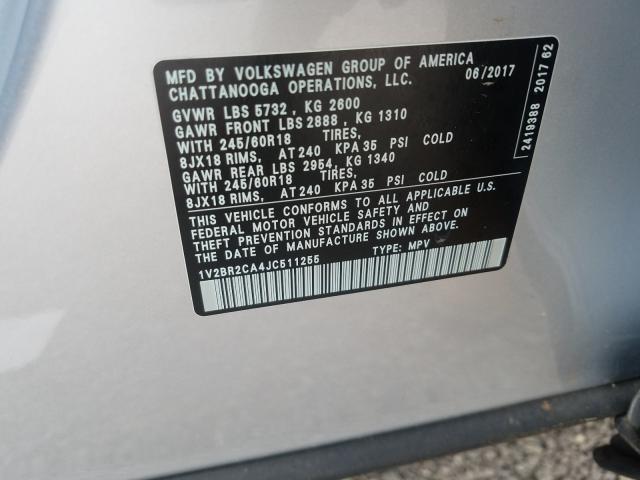 MFD BY VOLKSWAGEN GROUP OF AMERICA
CHATTANOOGA OPERATIONS, LLC. 06/2017
GVWR LBS 5732 , KG 2600
GAWR FRONT LBS 2888 , KG 1310
WITH 245/60R18 TIRES,
8JX18 RIMS, AT 240 KPA 35 PSI COLD
GAWR REAR LBS 2954, KG 1340
WITH 245/60R18 TIRES,
8JX18 RIMS, AT 240 KPA 35 PSI COLD
THIS VEHICLE CONFORMS TO ALL APPLICABLE U.S.
FEDERAL MOTOR VEHICLE SAFETY AND
THEFT PREVENTION STANDARDS IN EFFECT ON
THE DATE OF MANUFACTURE SHOWN ABOVE.
1V2BR2CA4JC511255 TYPE: MPV
2419388 2017 62